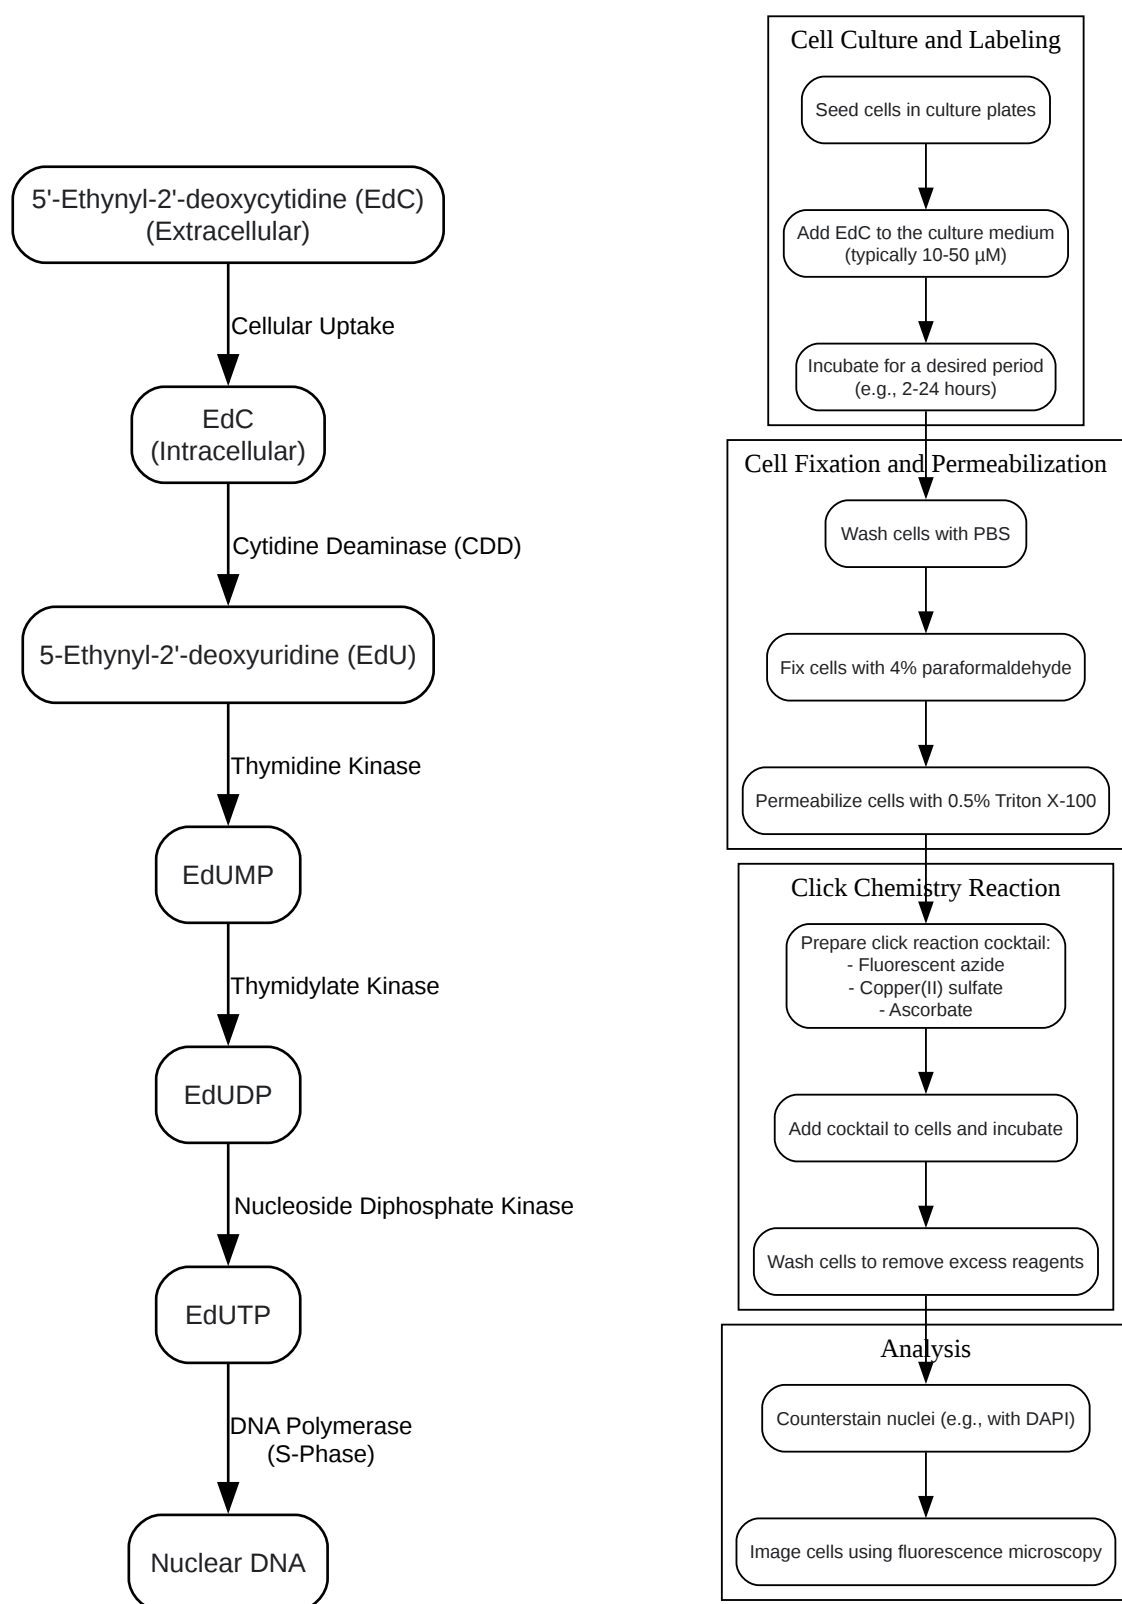 5'-Ethynyl-2'-deoxycytidine (EdC)
(Extracellular)
Cellular Uptake
EdC
(Intracellular)
Cytidine Deaminase (CDD)
5-Ethynyl-2'-deoxyuridine (EdU)
Thymidine Kinase
EdUMP
Thymidylate Kinase
EdUDP
Nucleoside Diphosphate Kinase
EdUTP
DNA Polymerase
(S-Phase)
Nuclear DNA
Cell Culture and Labeling
Seed cells in culture plates
Add EdC to the culture medium
(typically 10-50 µM)
Incubate for a desired period
(e.g., 2-24 hours)
Cell Fixation and Permeabilization
Wash cells with PBS
Fix cells with 4% paraformaldehyde
Permeabilize cells with 0.5% Triton X-100
Click Chemistry Reaction
Prepare click reaction cocktail:
- Fluorescent azide
- Copper(II) sulfate
- Ascorbate
Add cocktail to cells and incubate
Wash cells to remove excess reagents
Analysis
Counterstain nuclei (e.g., with DAPI)
Image cells using fluorescence microscopy